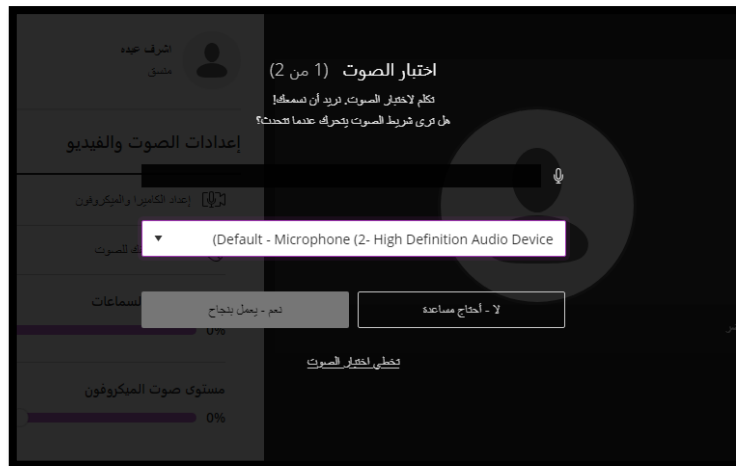 اشرف عبده
منسق
اختبار الصوت (1 من 2)
تكلم لاختبار الصوت. نريد أن نسمعك!
هل ترى شريط الصوت يتحرك عندما تتحدث؟
إعدادات الصوت والفيديو
إعداد الكاميرا والميكروفون
(Default - Microphone (2- High Definition Audio Device
للصوت
السماعات
لا - أحتاج مساعدة
نعم - يعمل بنجاح
0%
تخطي اختبار الصوت
مستوى صوت الميكروفون
0%